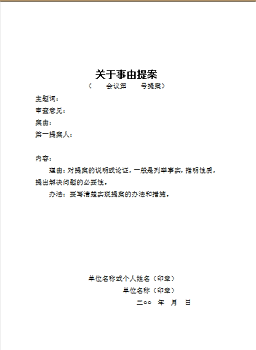 关于事由提案
（　　会议第　　号提案）
主题词：
审查意见：
案由：
第一提案人：
内容：
理由：对提案的说明或论证，一般是列举事实，指明性质，
提出解决问题的必要性。
办法：要写清楚实现提案的办法和措施。
单位名称或个人姓名（印章）
单位名称（印章）
二○○　年　月　日